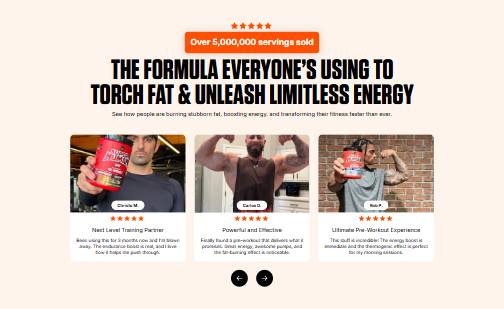 Over 5,000,000 servings sold
THE FORMULA EVERYONE'S USING TO
TORCH FAT & UNLEASH LIMITLESS ENERGY
See how people are burning stubborn fat, boosting energy, and transforming their fitness faster than ever.
Christo M.
Carlos D.
Rob P.
Next Level Training Partner
Been using this for 3 months now and I'm blown
away. The endurance boost is real, and I love
how it helps me push through.
Powerful and Effective
Finally found a pre-workout that delivers what it
promises. Great energy, awesome pumps, and
the fat-burning effect is noticeable.
Ultimate Pre-Workout Experience
This stuff is incredible! The energy boost is
immediate and the thermogenic effect is perfect
for my morning sessions.